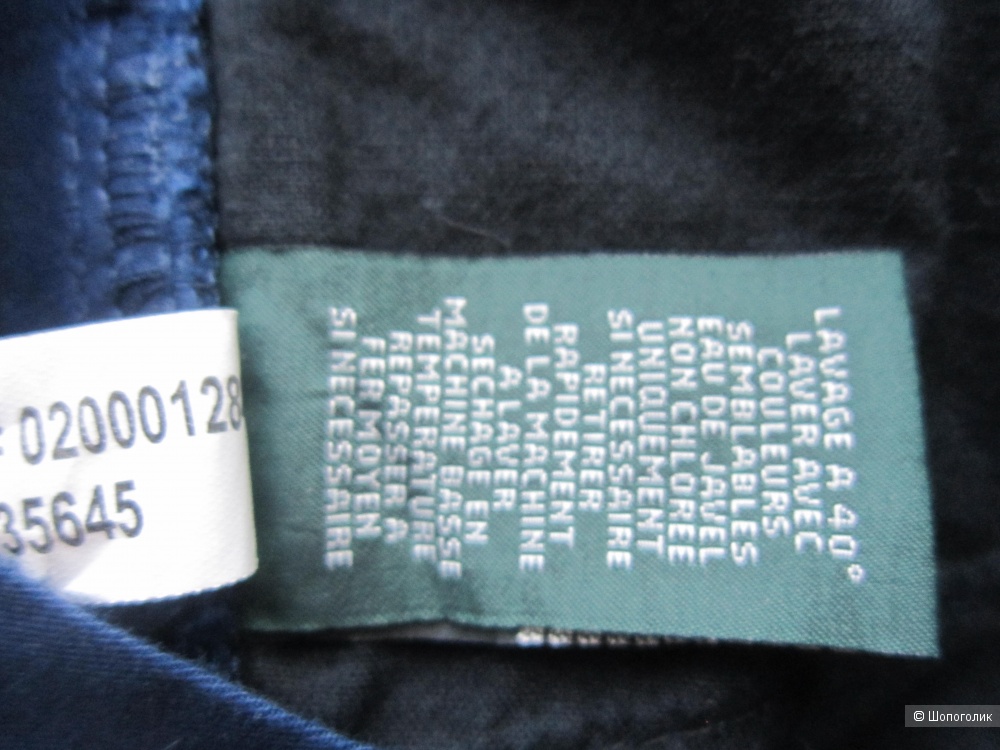 LAVAGE A 40°
LAVER AVEC
COULEURS
SEMBLABLES
EAU DE JAVEL
NON CHLOREE
UNIQUEMENT
SI NECESSAIRE
RETIRER
RAPIDEMENT
DE LA MACHINE
A LAVER
SECHAGE EN
MACHINE BASSE
TEMPERATURE
REPASSER A
FER MOYEN
SI NECESSAIRE
02000128
35645
© Шопоголик